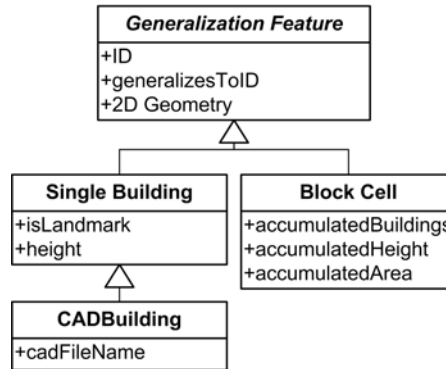 Generalization Feature
+ID
+generalizesToID
+2D Geometry
Single Building
+isLandmark
+height
Block Cell
+accumulatedBuildings
+accumulatedHeight
+accumulatedArea
CADBuilding
+cadFileName